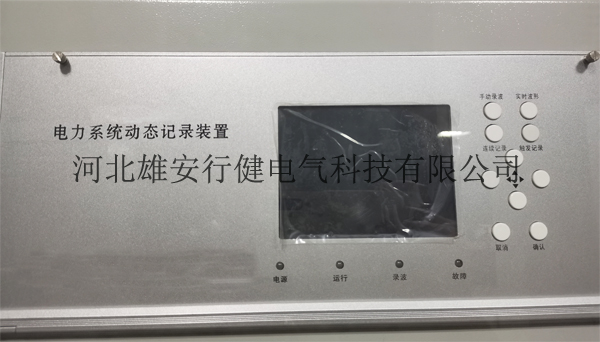 手动录波 实时波形
电力系统动态记录装置
连续记录 触发记录
河北雄安行健电气科技有限公司
取消 确认
电源 运行 录波 故障